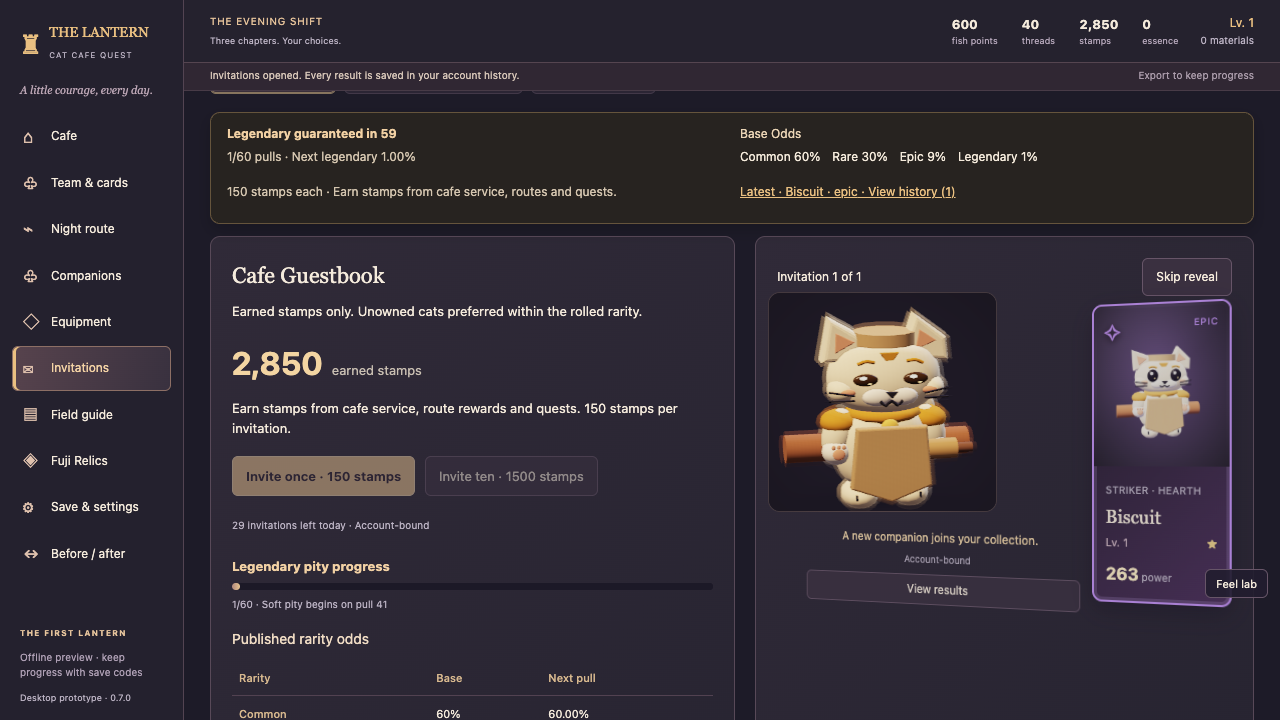 THE LANTERN
CAT CAFE QUEST
A little courage, every day.
Cafe
Team & cards
Night route
Companions
Equipment
Invitations
Field guide
Fuji Relics
Save & settings
Before / after
THE FIRST LANTERN
Offline preview · keep
progress with save codes
Desktop prototype · 0.7.0
THE EVENING SHIFT
Three chapters. Your choices.
600
fish points
40
threads
2,850
stamps
0
essence
Lv. 1
0 materials
Invitations opened. Every result is saved in your account history.
Export to keep progress
Legendary guaranteed in 59
1/60 pulls · Next legendary 1.00%
150 stamps each · Earn stamps from cafe service, routes and quests.
Base Odds
Common 60% Rare 30% Epic 9% Legendary 1%
Latest · Biscuit · epic · View history (1)
Cafe Guestbook
Earned stamps only. Unowned cats preferred within the rolled rarity.
2,850 earned stamps
Earn stamps from cafe service, route rewards and quests. 150 stamps per
invitation.
Invite once · 150 stamps
Invite ten · 1500 stamps
29 invitations left today · Account-bound
Legendary pity progress
1/60 · Soft pity begins on pull 41
Published rarity odds
Rarity Base Next pull
Common 60% 60.00%
Invitation 1 of 1
Skip reveal
A new companion joins your collection.
Account-bound
View results
EPIC
STRIKER · HEARTH
Biscuit
Lv. 1
263 power
Feel lab